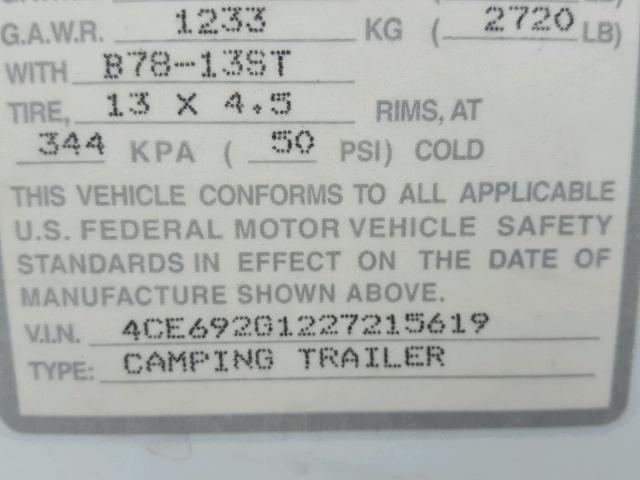 G.A.W.R. 1233 KG ( 2720 LB)
WITH B78-13ST
TIRE, 13 X 4.5 RIMS, AT
344 KPA ( 50 PSI) COLD
THIS VEHICLE CONFORMS TO ALL APPLICABLE
U.S. FEDERAL MOTOR VEHICLE SAFETY
STANDARDS IN EFFECT ON THE DATE OF
MANUFACTURE SHOWN ABOVE.
V.I.N. 4CE692G1227215619
TYPE: CAMPING TRAILER